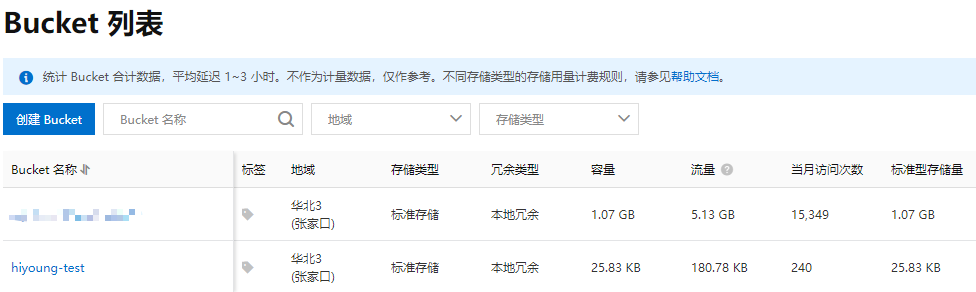 Bucket 列表
统计 Bucket 合计数据，平均延迟 1~3 小时。不作为计量数据，仅作参考。不同存储类型的存储用量计费规则，请参见帮助文档。
创建 Bucket Bucket 名称 地域 存储类型
Bucket 名称 标签 地域 存储类型 冗余类型 容量 流量 当月访问次数 标准型存储量
华北3
(张家口) 标准存储 本地冗余 1.07 GB 5.13 GB 15,349 1.07 GB
hiyoung-test 华北3
(张家口) 标准存储 本地冗余 25.83 KB 180.78 KB 240 25.83 KB